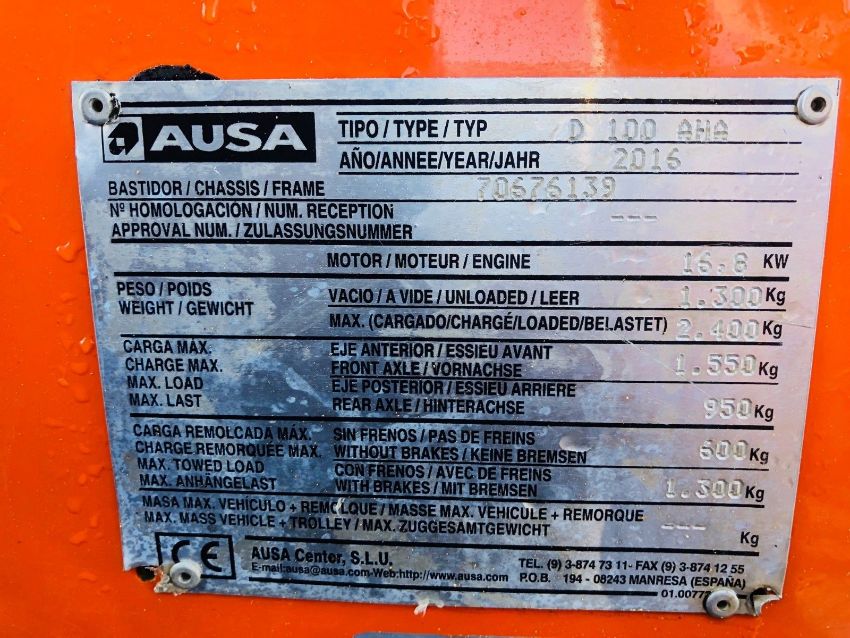 AUSA
TIPO / TYPE / TYP D 100 AHA
AÑO/ANNEE/YEAR/JAHR 2016
BASTIDOR / CHASSIS / FRAME 70676139
Nº HOMOLOGACIÓN / NUM. RECEPTION ---
APPROVAL NUM. / ZULASSUNGSNUMMER
MOTOR / MOTEUR / ENGINE 16.8 KW
PESO / POIDS
WEIGHT / GEWICHT
VACIO / A VIDE / UNLOADED / LEER 1.300 Kg
MAX. (CARGADO/CHARGÉ/LOADED/BELASTET) 2.400 Kg
CARGA MÁX.
CHARGE MAX.
MAX. LOAD
MAX. LAST
EJE ANTERIOR / ESSIEU AVANT
FRONT AXLE / VORNACHSE 1.550 Kg
EJE POSTERIOR / ESSIEU ARRIERE
REAR AXLE / HINTERACHSE 950 Kg
CARGA REMOLCADA MÁX.
CHARGE REMORQUÉE MAX.
MAX. TOWED LOAD
MAX. ANHÄNGELAST
SIN FRENOS / PAS DE FREINS
WITHOUT BRAKES / KEINE BREMSEN 600 Kg
CON FRENOS / AVEC DE FREINS
WITH BRAKES / MIT BREMSEN 1.300 Kg
MASA MAX. VEHÍCULO + REMOLQUE / MASSE MAX. VEHICULE + REMORQUE
MAX. MASS VEHICLE + TROLLEY / MAX. ZUGGESAMTGEWICHT --- Kg
CE
AUSA Center, S.L.U.
E-mail:ausa@ausa.com-Web:http://www.ausa.com
TEL. (9) 3-874 73 11- FAX (9) 3-874 12 55
P.O.B. 194 - 08243 MANRESA (ESPAÑA)